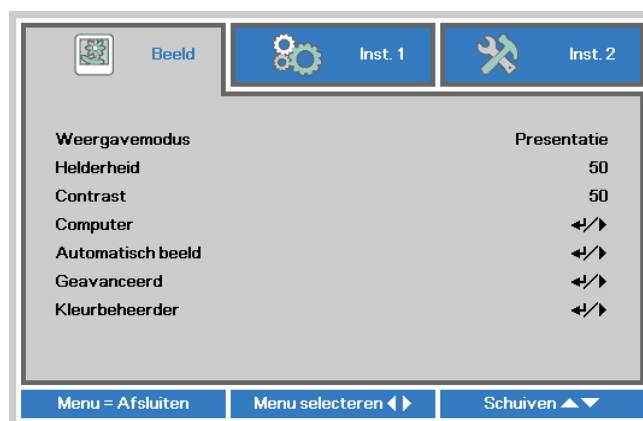 Beeld Inst. 1 Inst. 2
Weergavemodus Presentatie
Helderheid 50
Contrast 50
Computer ↵/▶
Automatisch beeld ↵/▶
Geavanceerd ↵/▶
Kleurbeheerder ↵/▶
Menu = Afsluiten Menu selecteren ◀▶ Schuiven ▲▼